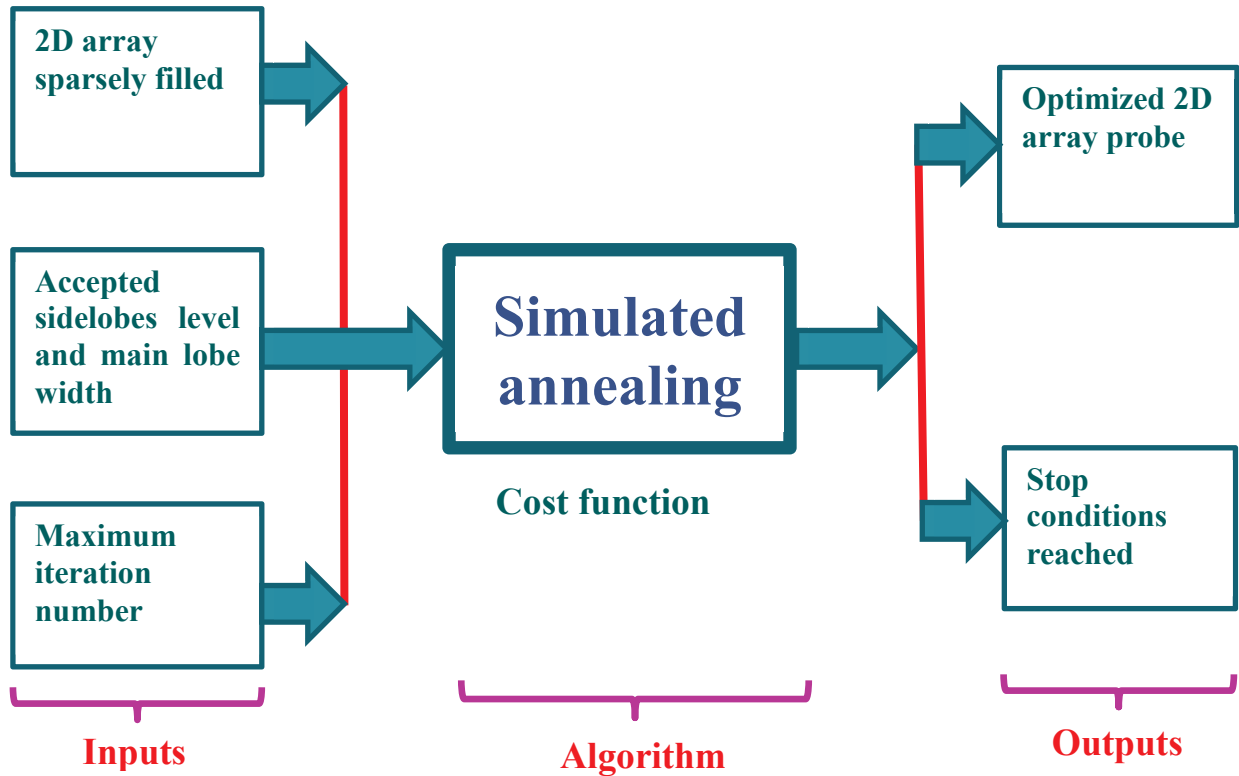 2D array
sparsely filled
Accepted
sidelobes level
and main lobe
width
Maximum
iteration
number
Inputs
Simulated
annealing
Cost function
Algorithm
Optimized 2D
array probe
Stop
conditions
reached
Outputs